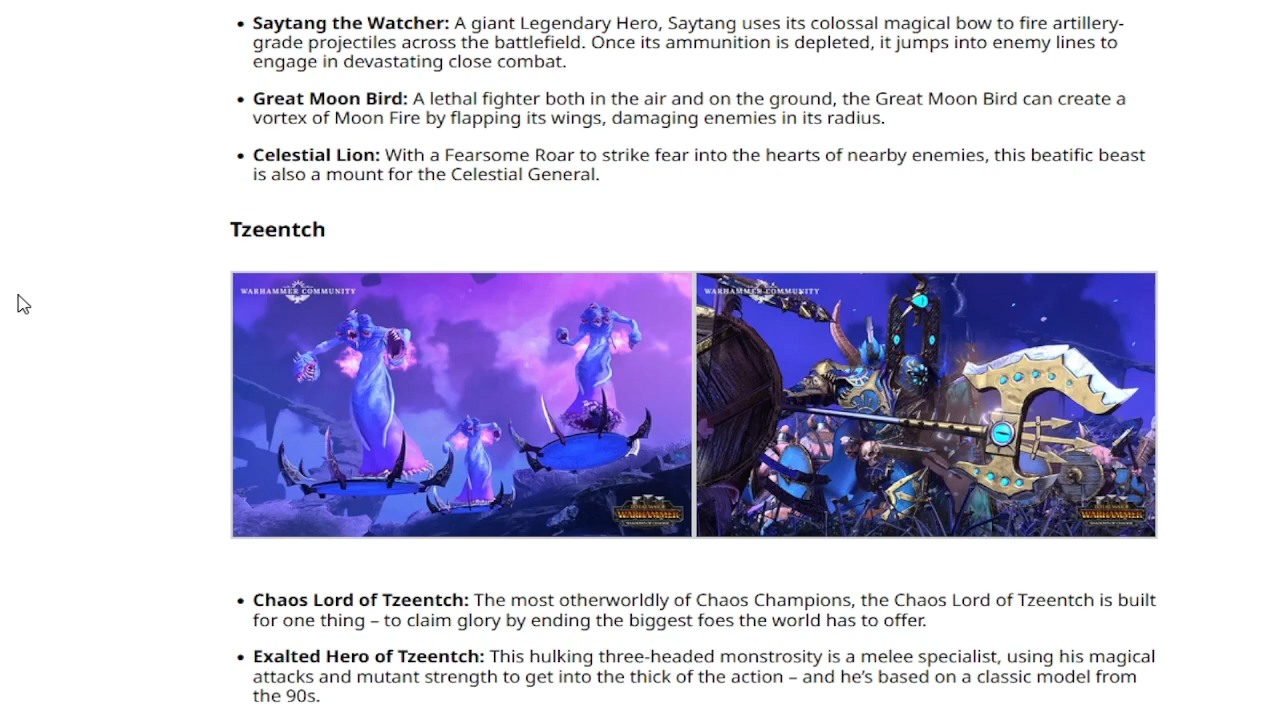 • Saytang the Watcher: A giant Legendary Hero, Saytang uses its colossal magical bow to fire artillery-
grade projectiles across the battlefield. Once its ammunition is depleted, it jumps into enemy lines to
engage in devastating close combat.
• Great Moon Bird: A lethal fighter both in the air and on the ground, the Great Moon Bird can create a
vortex of Moon Fire by flapping its wings, damaging enemies in its radius.
• Celestial Lion: With a Fearsome Roar to strike fear into the hearts of nearby enemies, this beatific beast
is also a mount for the Celestial General.
Tzeentch
WARHAMMER COMMUNITY
WARHAMMER COMMUNITY
WARHAMMER
WARHAMMER
• Chaos Lord of Tzeentch: The most otherworldly of Chaos Champions, the Chaos Lord of Tzeentch is built
for one thing – to claim glory by ending the biggest foes the world has to offer.
• Exalted Hero of Tzeentch: This hulking three-headed monstrosity is a melee specialist, using his magical
attacks and mutant strength to get into the thick of the action – and he's based on a classic model from
the 90s.